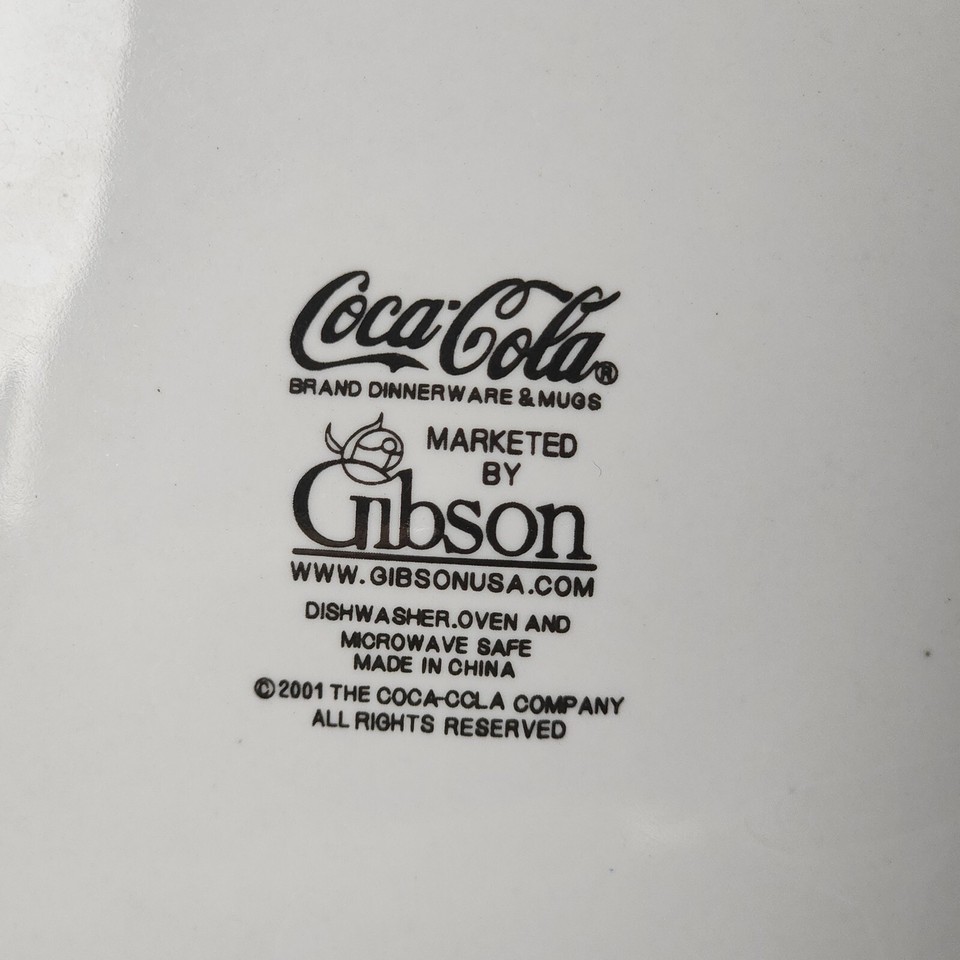 Coca-Cola®
BRAND DINNERWARE & MUGS
MARKETED
BY
Gibson
WWW.GIBSONUSA.COM
DISHWASHER.OVEN AND
MICROWAVE SAFE
MADE IN CHINA
©2001 THE COCA-COLA COMPANY
ALL RIGHTS RESERVED